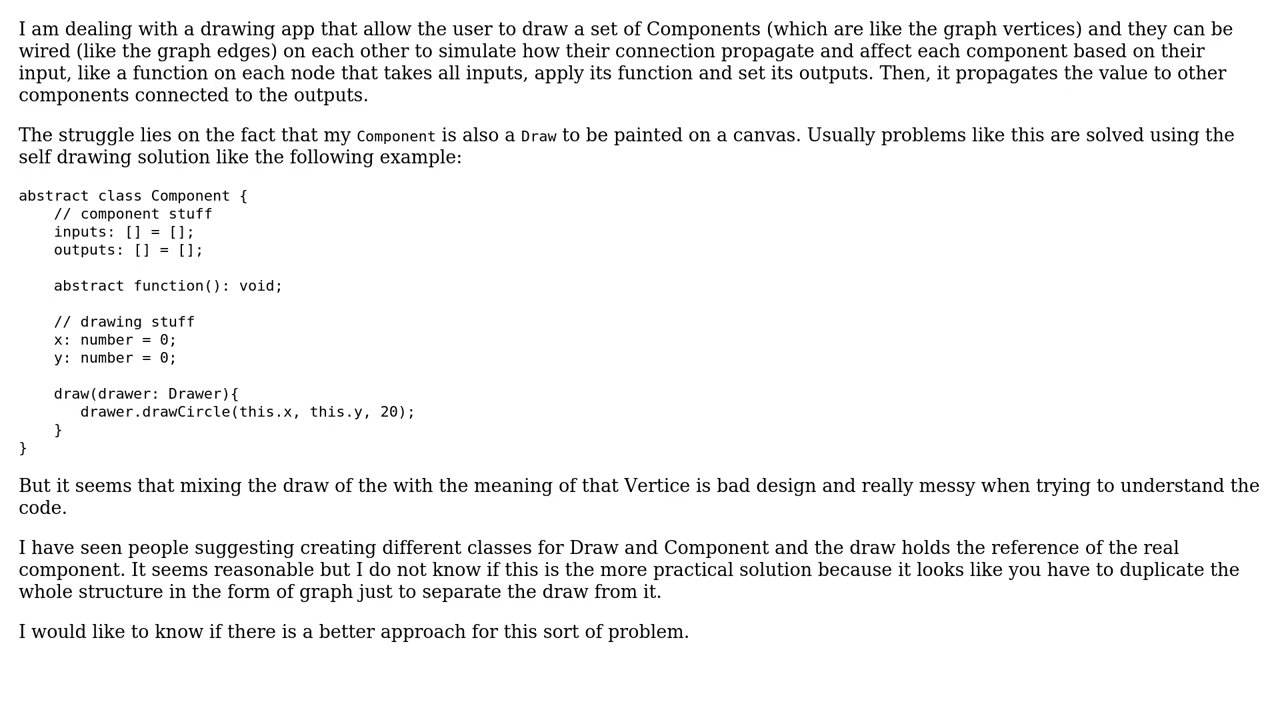 I am dealing with a drawing app that allow the user to draw a set of Components (which are like the graph vertices) and they can be
wired (like the graph edges) on each other to simulate how their connection propagate and affect each component based on their
input, like a function on each node that takes all inputs, apply its function and set its outputs. Then, it propagates the value to other
components connected to the outputs.
The struggle lies on the fact that my Component is also a Draw to be painted on a canvas. Usually problems like this are solved using the
self drawing solution like the following example:
abstract class Component {
    // component stuff
    inputs: [] = [];
    outputs: [] = [];

    abstract function(): void;

    // drawing stuff
    x: number = 0;
    y: number = 0;

    draw(drawer: Drawer){
       drawer.drawCircle(this.x, this.y, 20);
    }
}
But it seems that mixing the draw of the with the meaning of that Vertice is bad design and really messy when trying to understand the
code.
I have seen people suggesting creating different classes for Draw and Component and the draw holds the reference of the real
component. It seems reasonable but I do not know if this is the more practical solution because it looks like you have to duplicate the
whole structure in the form of graph just to separate the draw from it.
I would like to know if there is a better approach for this sort of problem.